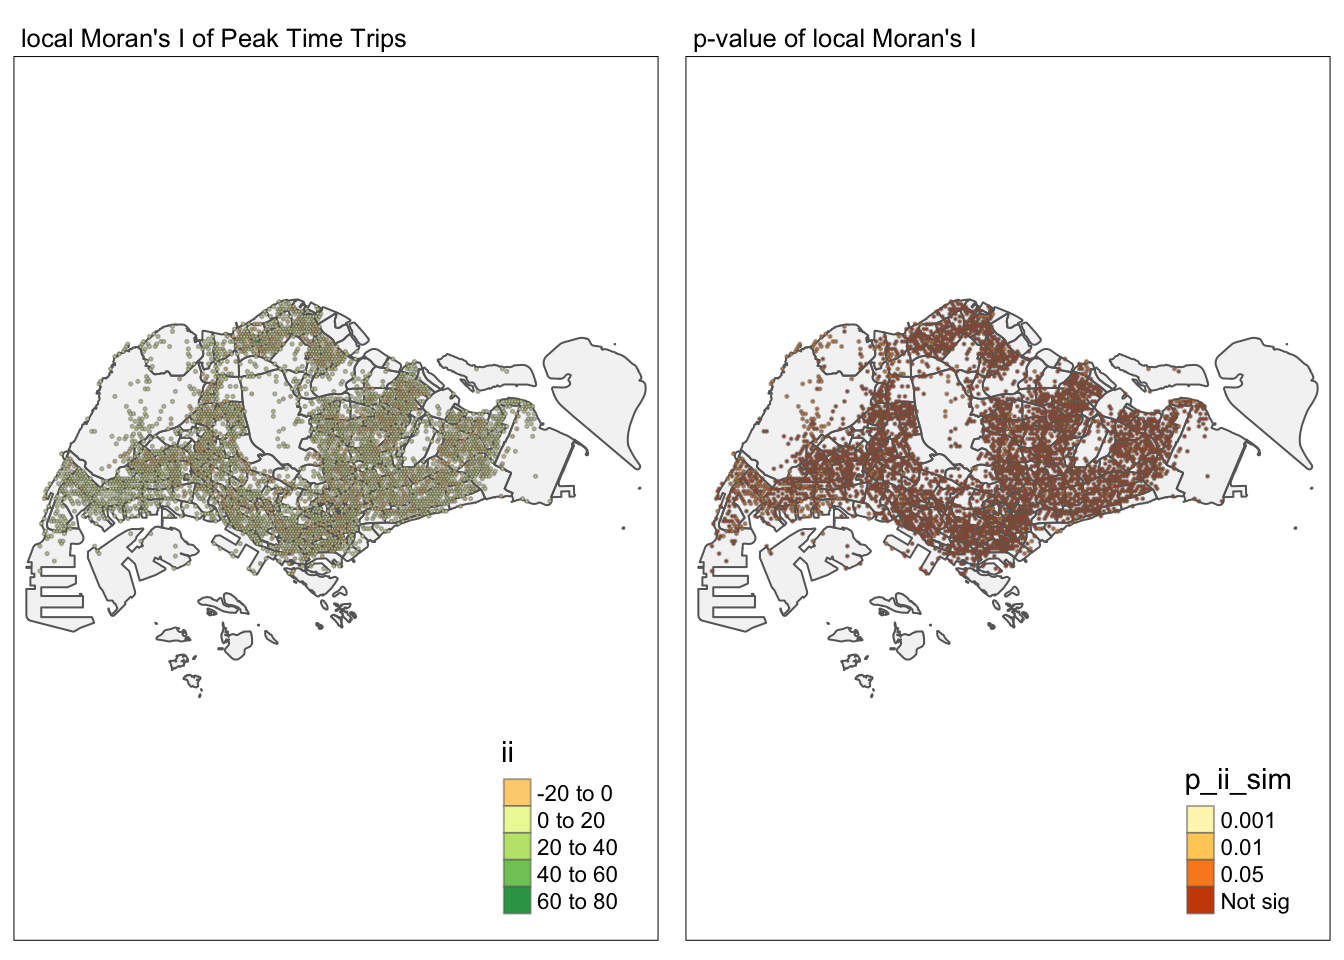 local Moran's I of Peak Time Trips
ii
-20 to 0
0 to 20
20 to 40
40 to 60
60 to 80
p-value of local Moran's I
p_ii_sim
0.001
0.01
0.05
Not sig